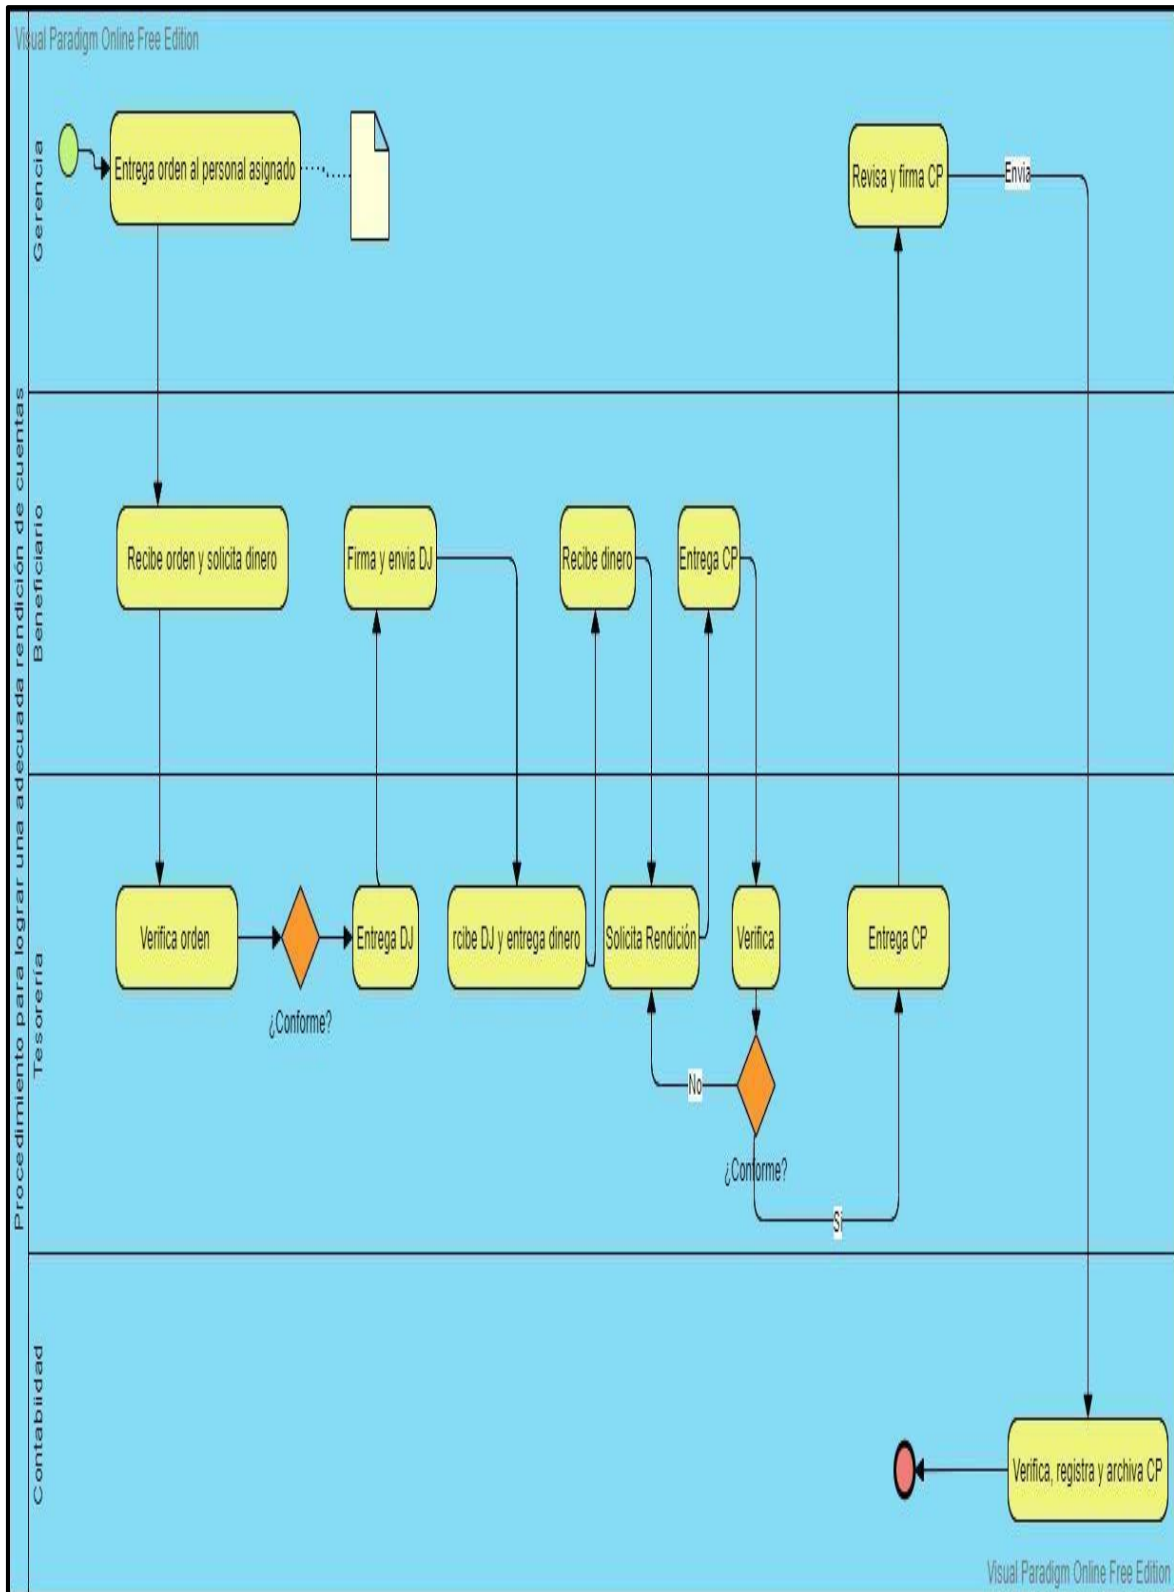 Visual Paradigm Online Free Edition
Procedimiento para lograr una adecuada rendición de cuentas
Gerencia
Entrega orden al personal asignado
Revisa y firma CP
Envia
Beneficiario
Recibe orden y solicita dinero
Firma y envia DJ
Recibe dinero
Entrega CP
Tesorería
Verifica orden
¿Conforme?
Entrega DJ
rcibe DJ y entrega dinero
Solicita Rendición
Verifica
Entrega CP
No
¿Conforme?
Si
Contabiidad
Verifica, registra y archiva CP
Visual Paradigm Online Free Edition